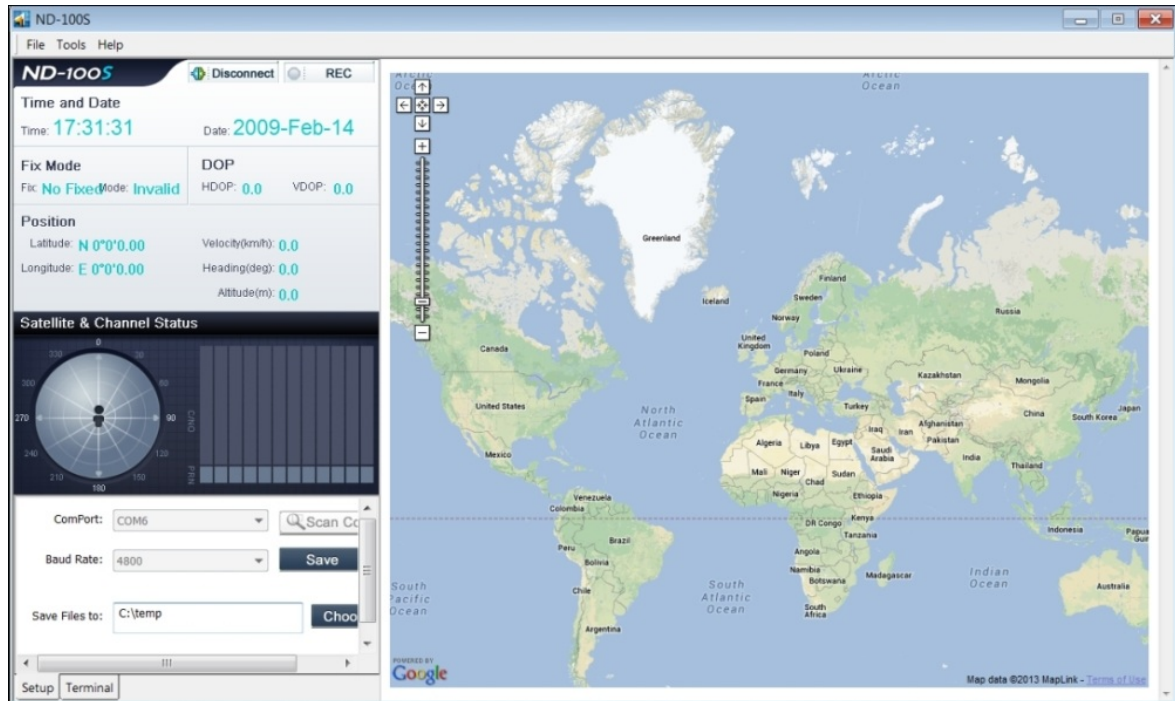 ND-100S
File Tools Help
ND-100S
Disconnect
REC
Time and Date
Time: 17:31:31
Date: 2009-Feb-14
Fix Mode
Fix: No Fixed
Mode: Invalid
DOP
HDOP: 0.0
VDOP: 0.0
Position
Latitude: N 0°0'0.00
Velocity(km/h): 0.0
Longitude: E 0°0'0.00
Heading(deg): 0.0
Altitude(m): 0.0
Satellite & Channel Status
0
330
30
300
60
270
90
240
120
210
150
180
C/NO
PRN
ComPort: COM6
Scan Co
Baud Rate: 4800
Save
Save Files to: C:\temp
Choo
Setup Terminal
Arctic
Ocean
Arctic
Ocean
Greenland
Iceland
Finland
Sweden
Norway
Russia
United
Kingdom
Canada
Poland
Germany
Ukraine
Kazakhstan
Mongolia
France
Italy
Spain
Turkey
United States
North
Atlantic
Ocean
China
South Korea
Japan
Afghanistan
Iraq
Iran
Pakistan
Algeria
Libya
Egypt
Saudi
Arabia
India
Mexico
Mali
Niger
Chad
Sudan
Thailand
Nigeria
Ethiopia
Venezuela
Colombia
DR Congo
Kenya
Tanzania
Indonesia
Papua
Brazil
Peru
Bolivia
Angola
Namibia
Botswana
Madagascar
Indian
Ocean
Australia
South
Pacific
Ocean
Chile
South
Atlantic
Ocean
South
Africa
Argentina
POWERED BY
Google
Map data ©2013 MapLink - Terms of Use